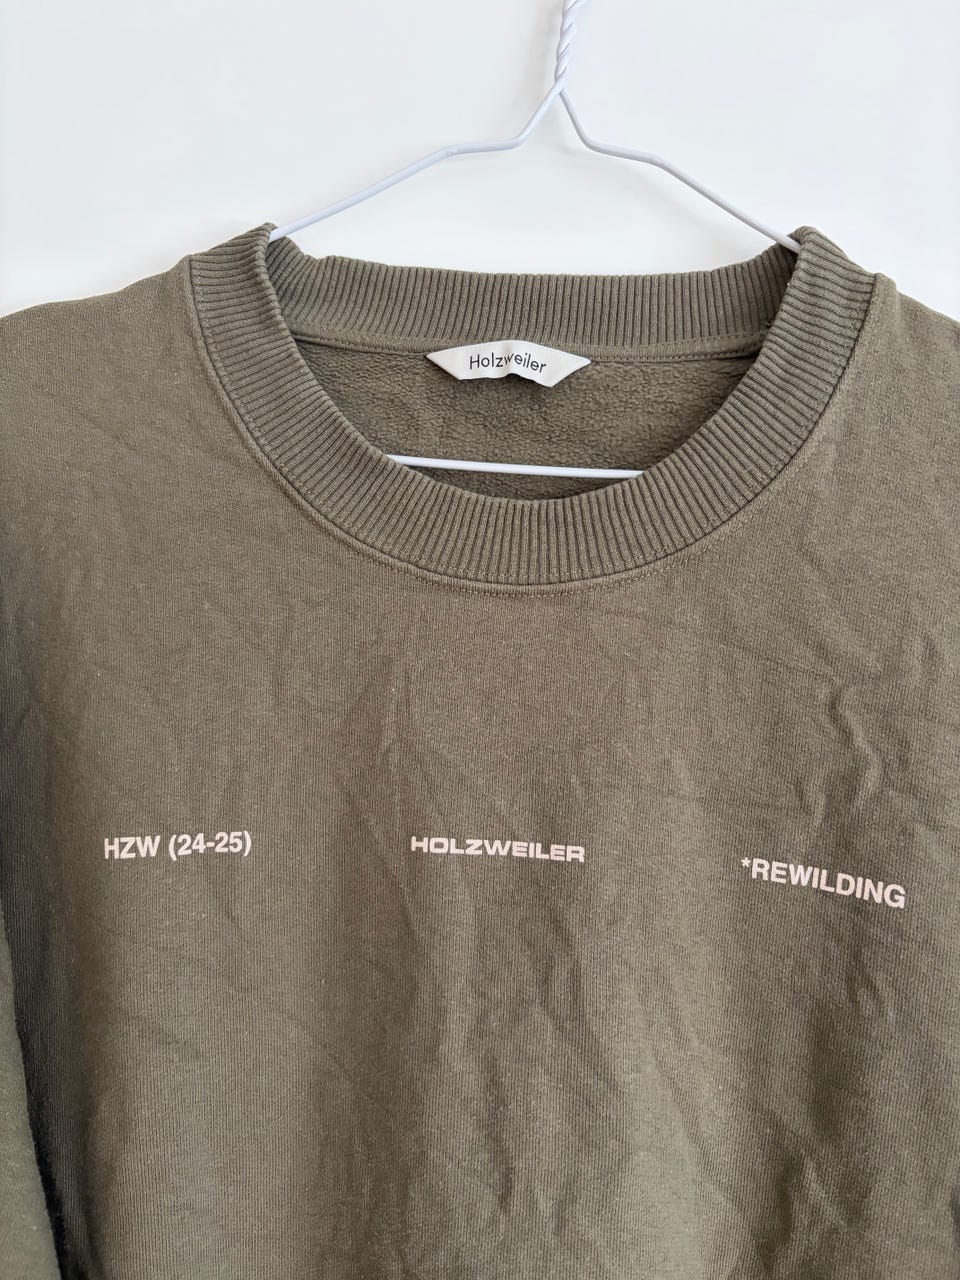 Holzweiler
HZW (24-25)
HOLZWEILER
*REWILDING